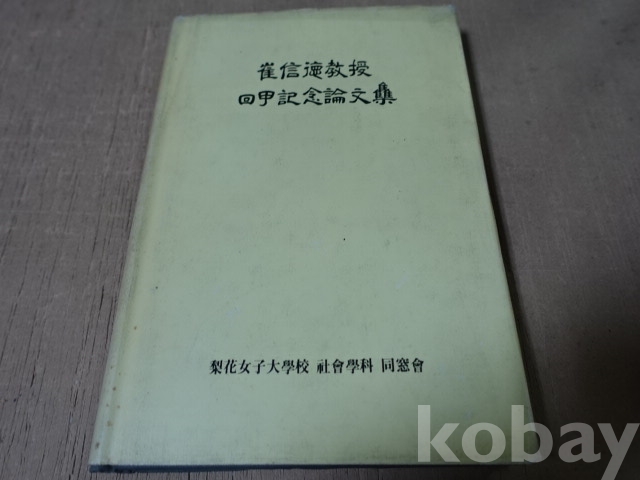 崔信德敎授
回甲記念論文集
梨花女子大學校 社會學科 同窓會
kobay